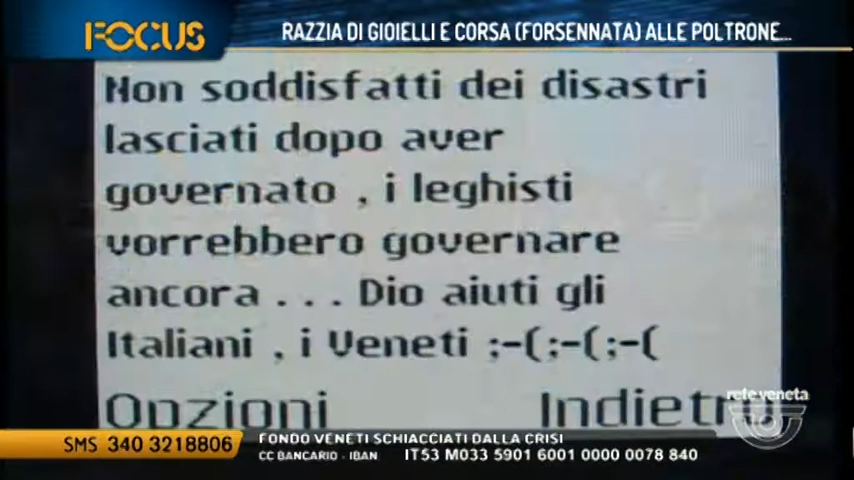 FOCUS
RAZZIA DI GIOIELLI E CORSA (FORSENNATA) ALLE POLTRONE...
Non soddisfatti dei disastri
lasciati dopo aver
governato , i leghisti
vorrebbero governare
ancora . . . Dio aiuti gli
Italiani , i Veneti ;-(;-(;-(
Opzioni Indietro
rete veneta
SMS 340 3218806
FONDO VENETI SCHIACCIATI DALLA CRISI
CC BANCARIO - IBAN IT53 M033 5901 6001 0000 0078 840